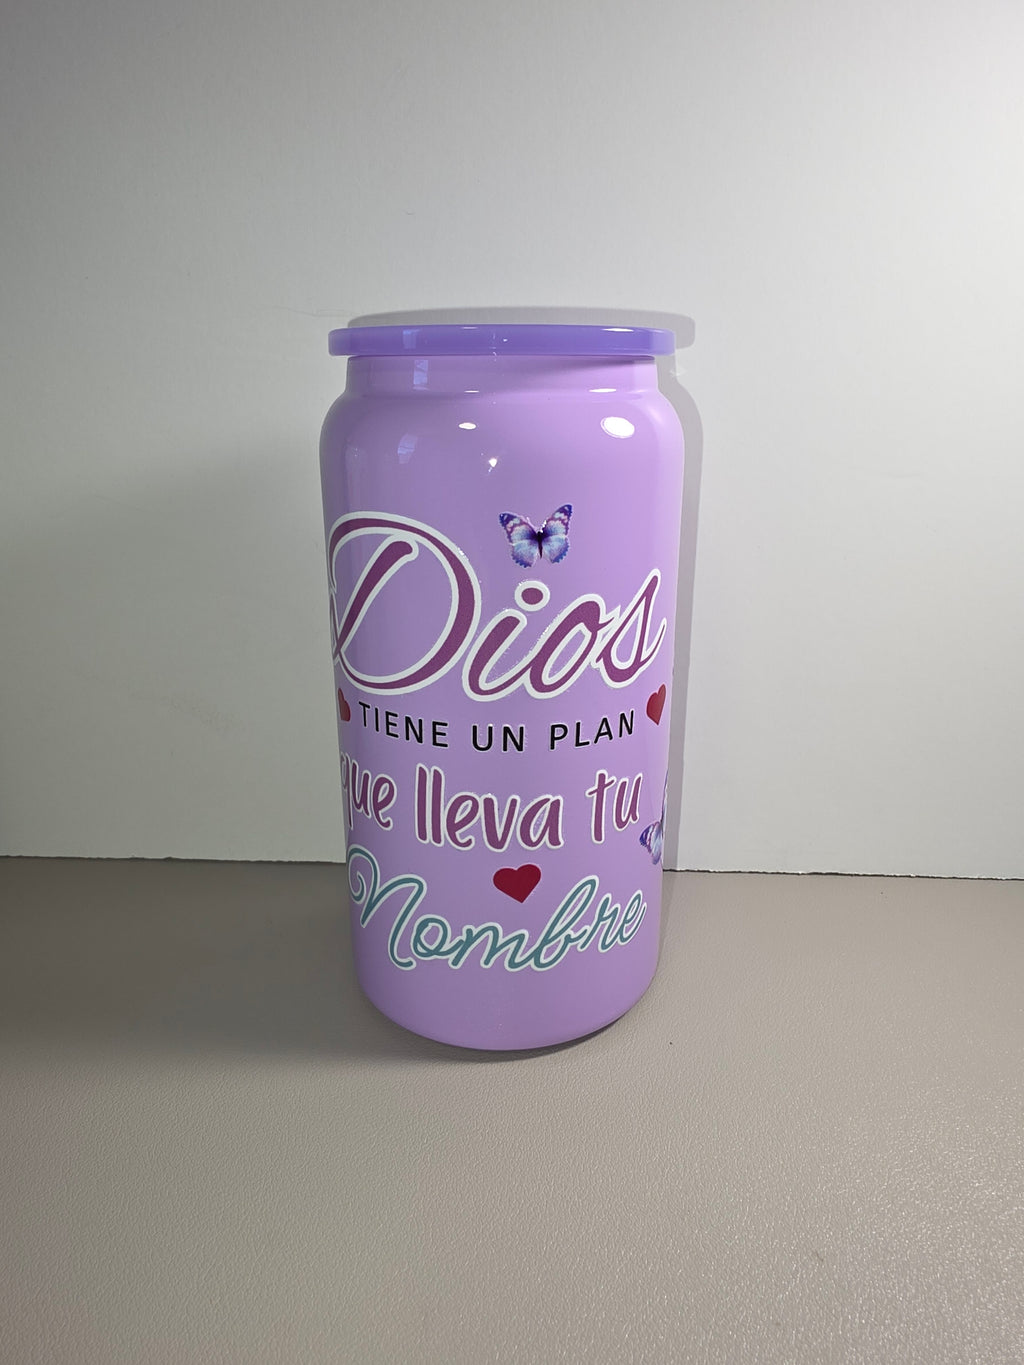 Dios
TIENE UN PLAN
que lleva tu
Nombre